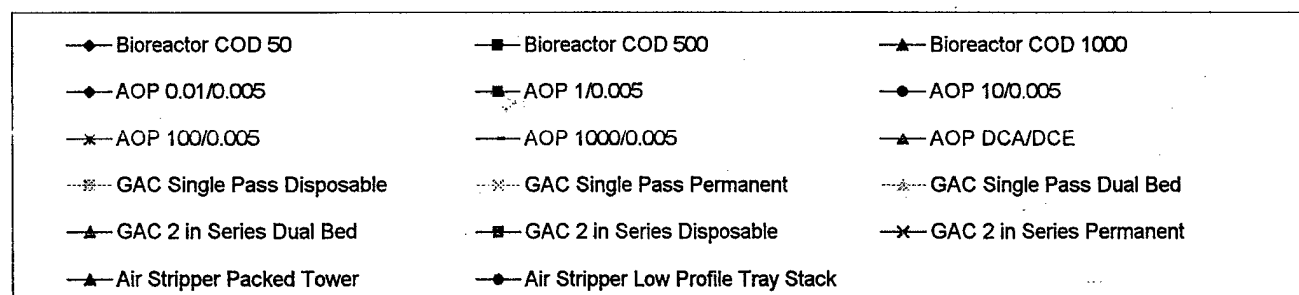 Bioreactor COD 50 Bioreactor COD 500 Bioreactor COD 1000
AOP 0.01/0.005 AOP 1/0.005 AOP 10/0.005
AOP 100/0.005 AOP 1000/0.005 AOP DCA/DCE
GAC Single Pass Disposable GAC Single Pass Permanent GAC Single Pass Dual Bed
GAC 2 in Series Dual Bed GAC 2 in Series Disposable GAC 2 in Series Permanent
Air Stripper Packed Tower Air Stripper Low Profile Tray Stack